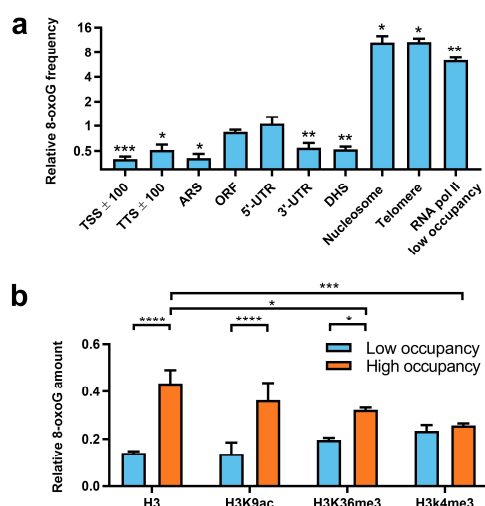 a
Relative 8-oxoG frequency
16
8
4
2
1
0.5
*** * * ** ** * * **
TSS ± 100
TTS ± 100
ARS
ORF
5'-UTR
3'-UTR
DHS
Nucleosome
Telomere
RNA pol II
low occupancy
b
***
*
**** **** *
Low occupancy
High occupancy
Relative 8-oxoG amount
0.6
0.4
0.2
0.0
H3 H3K9ac H3K36me3 H3k4me3